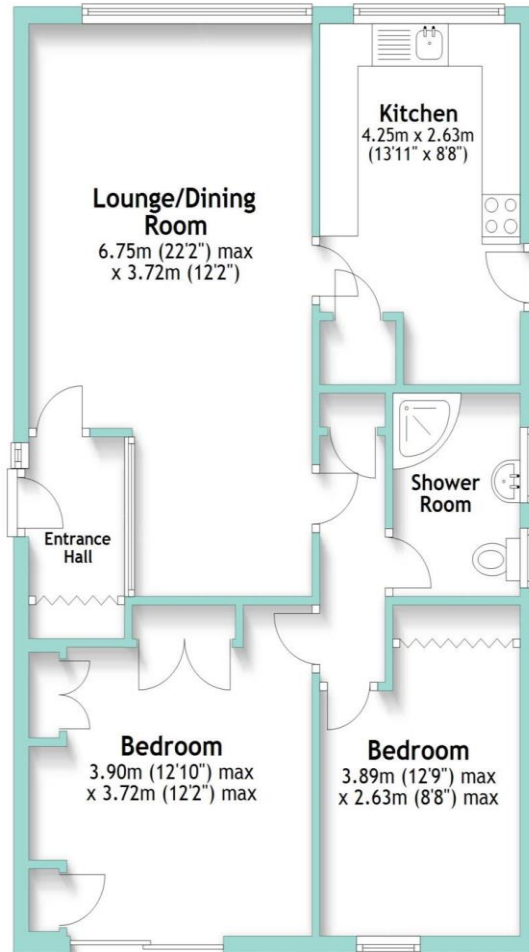 Kitchen
4.25m x 2.63m
(13'11" x 8'8")
Lounge/Dining
Room
6.75m (22'2") max
x 3.72m (12'2")
Shower
Room
Entrance
Hall
Bedroom
3.90m (12'10") max
x 3.72m (12'2") max
Bedroom
3.89m (12'9") max
x 2.63m (8'8") max